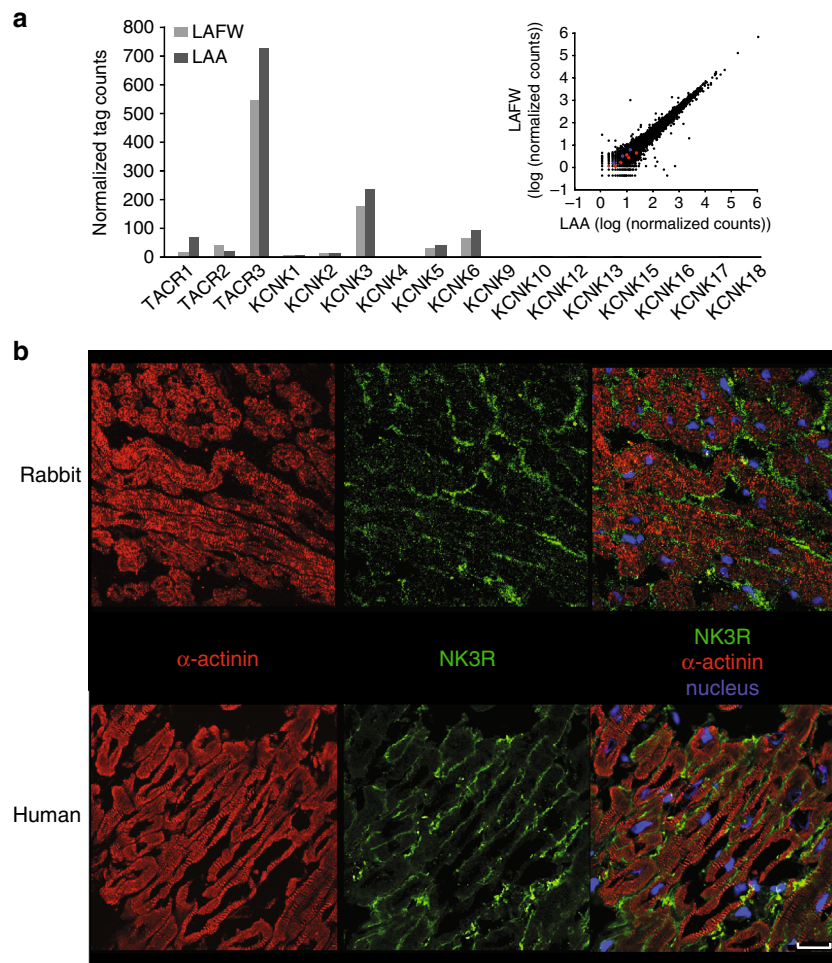 a
LAFW
LAA
Normalized tag counts
800
700
600
500
400
300
200
100
0
TACR1
TACR2
TACR3
KCNK1
KCNK2
KCNK3
KCNK4
KCNK5
KCNK6
KCNK9
KCNK10
KCNK12
KCNK13
KCNK15
KCNK16
KCNK17
KCNK18
LAFW
(log (normalized counts))
6
5
4
3
2
1
0
–1
–1 0 1 2 3 4 5 6
LAA (log (normalized counts))
b
Rabbit
α-actinin
NK3R
NK3R
α-actinin
nucleus
Human